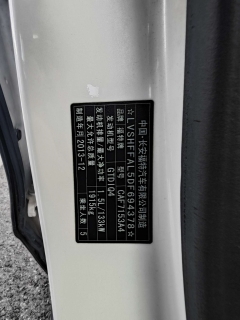 中国·长安福特汽车有限公司制造
☆LVSHFFAL5DF694378☆
品牌:福特牌 型号:CAF7153A4
发动机型号: GTDIQ4
发动机排量/最大净功率: 1.5L/133kW
最大允许总质量 1915kg
制造年月 2013-12 乘坐人数 5